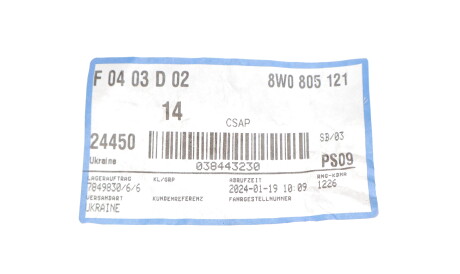 F 04 03 D 02 8W0 805 121
14
CSAP
24450 SB/03
Ukraine 038443230 PS09
LAGERAUFTRAG KL/GBP ABRUFZEIT
7849830/6/6 2024-01-19 10:09 1226
VERSANDART KUNDENREFERENZ FAHRGESTELLNUMMER
UKRAINE